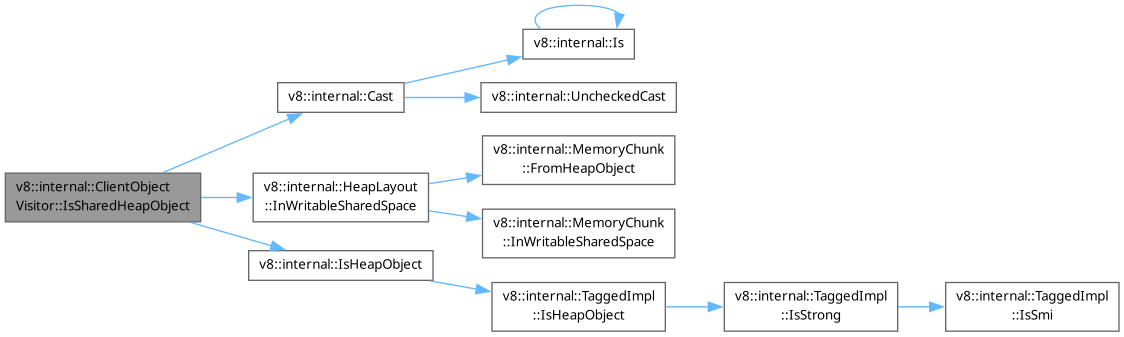 v8::internal::Is
v8::internal::Cast
v8::internal::UncheckedCast
v8::internal::MemoryChunk
::FromHeapObject
v8::internal::ClientObject
Visitor::IsSharedHeapObject
v8::internal::HeapLayout
::InWritableSharedSpace
v8::internal::MemoryChunk
::InWritableSharedSpace
v8::internal::IsHeapObject
v8::internal::TaggedImpl
::IsHeapObject
v8::internal::TaggedImpl
::IsStrong
v8::internal::TaggedImpl
::IsSmi